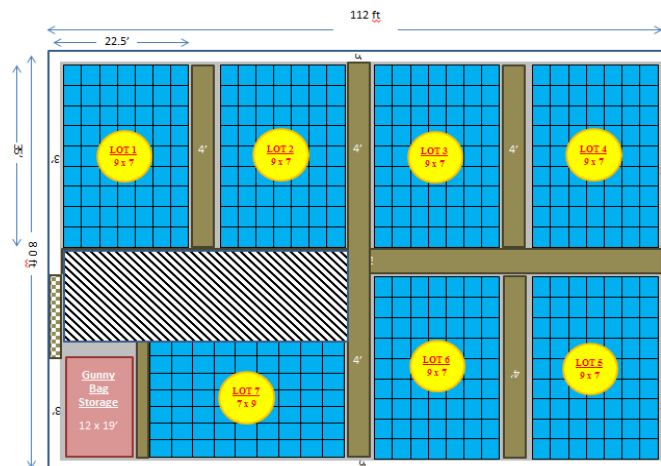 112 ft
22.5'
LOT 1
9 x 7
4'
LOT 2
9 x 7
4'
LOT 3
9 x 7
4'
LOT 4
9 x 7
35'
3'
80 ft
Gunny
Bag
Storage
12 x 19'
LOT 7
7 x 9
4'
LOT 6
9 x 7
4'
LOT 5
9 x 7
3'